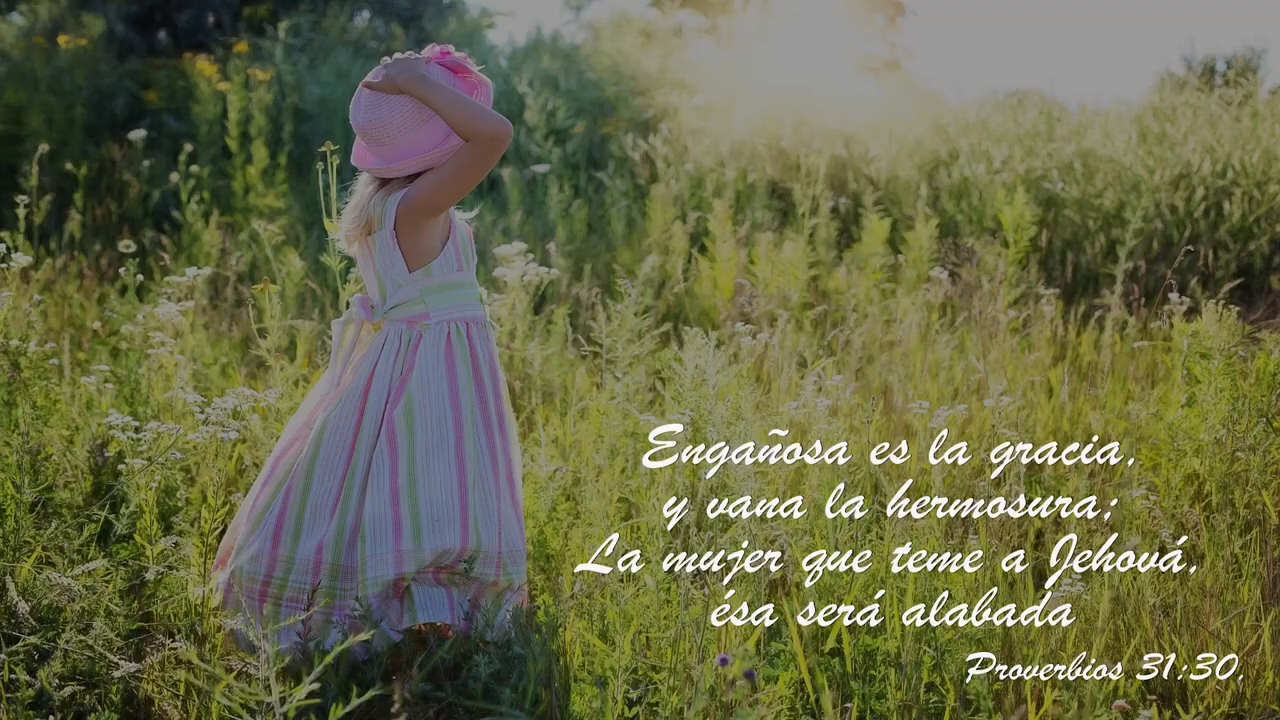 Engañosa es la gracia,
y vana la hermosura;
La mujer que teme a Jehová,
ésa será alabada
Proverbios 31:30.